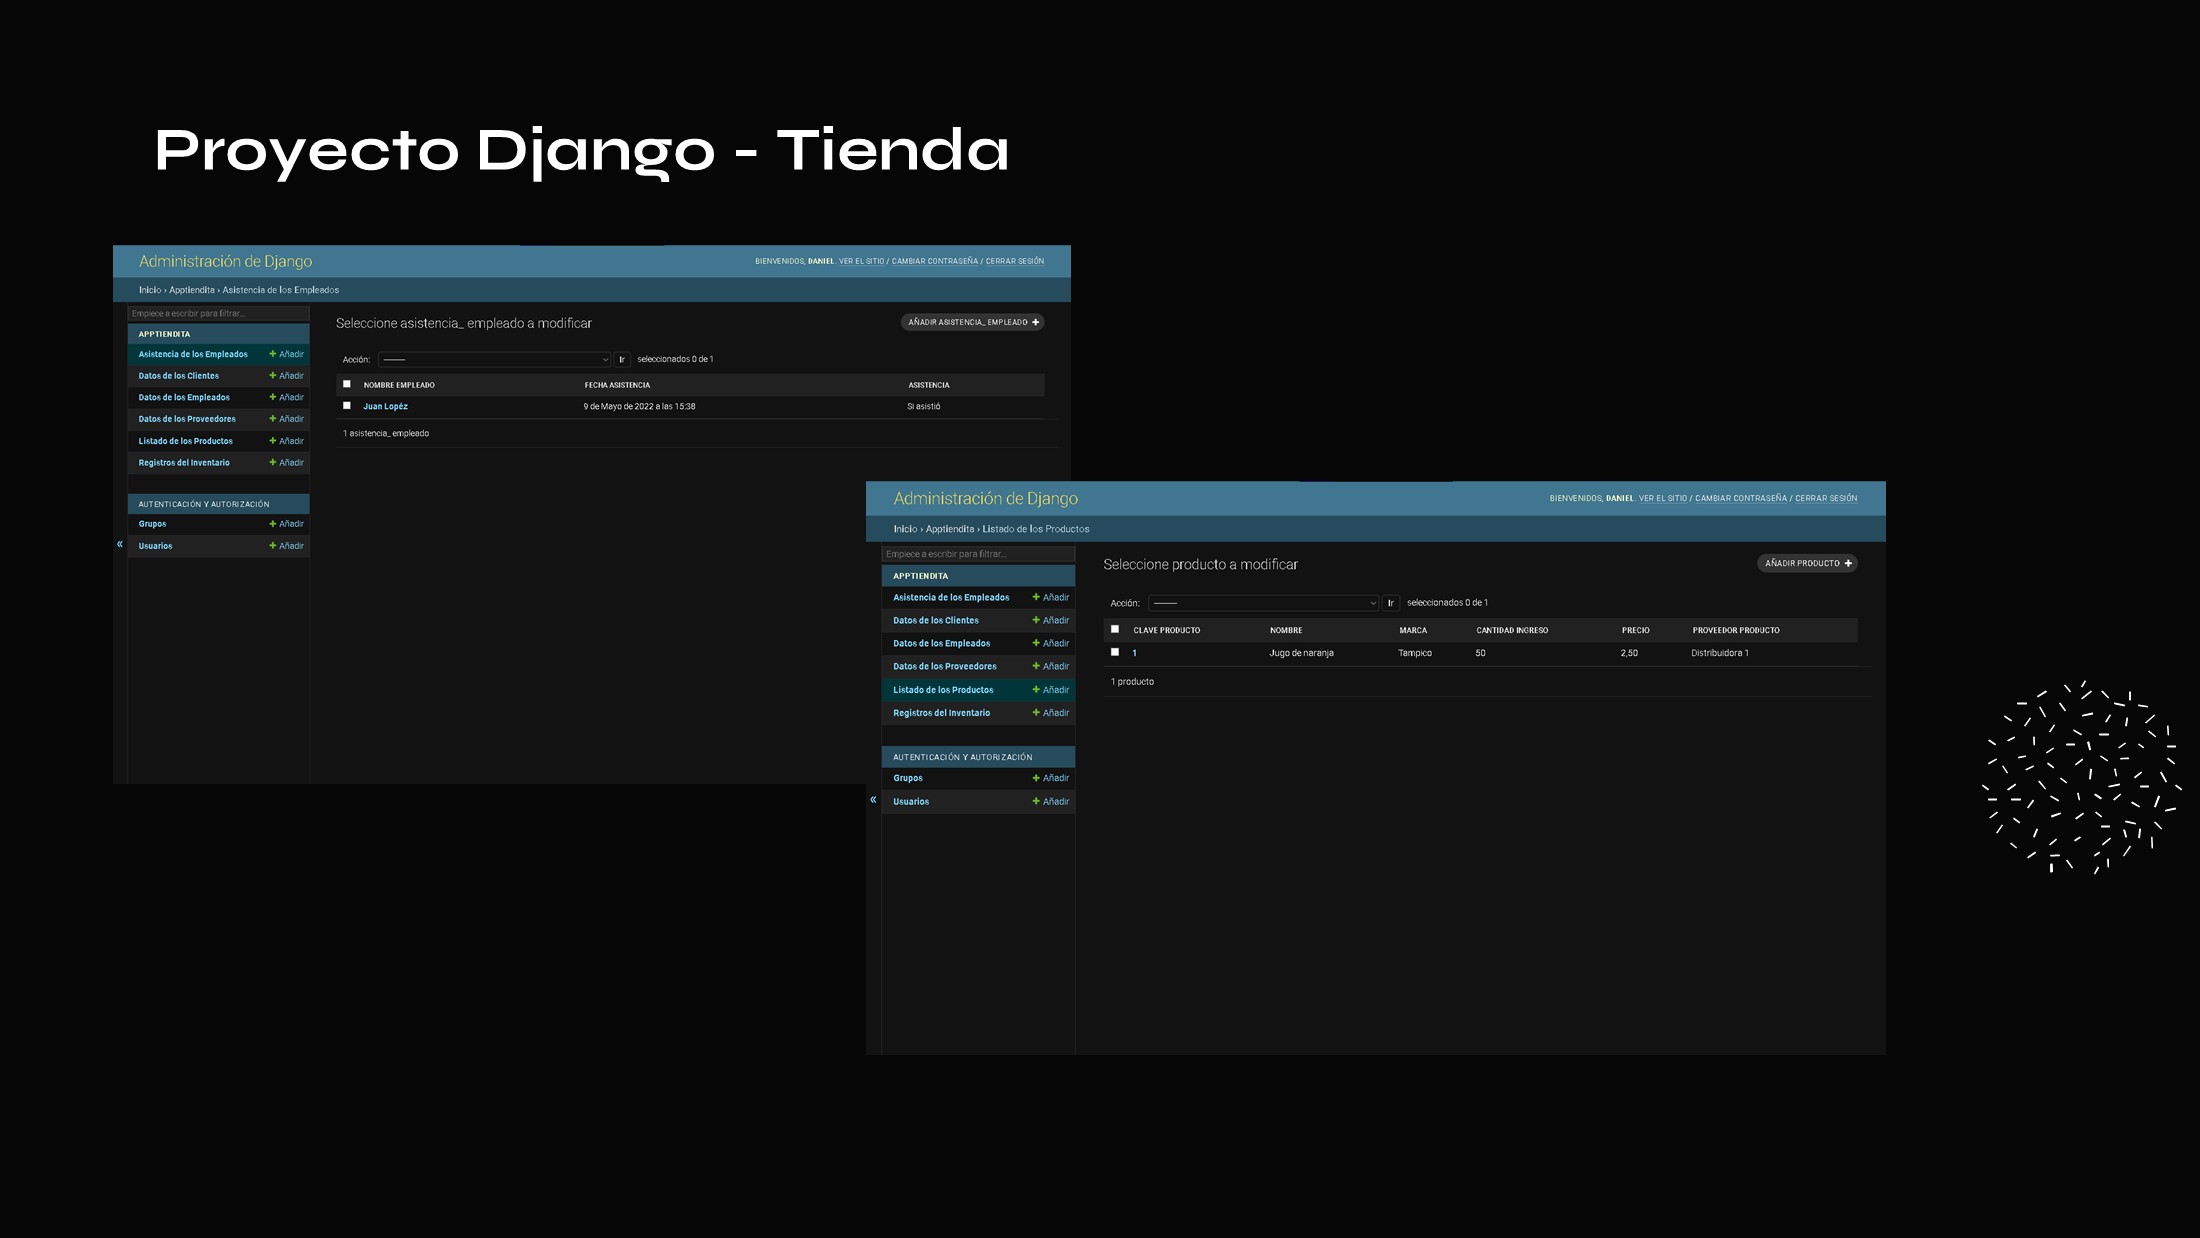 Proyecto Django - Tienda
Administración de Django
BIENVENIDOS, DANIEL. VER EL SITIO / CAMBIAR CONTRASEÑA / CERRAR SESIÓN
Inicio › Apptiendita › Asistencia de los Empleados
Empiece a escribir para filtrar...
APPTIENDITA
Asistencia de los Empleados + Añadir
Datos de los Clientes + Añadir
Datos de los Empleados + Añadir
Datos de los Proveedores + Añadir
Listado de los Productos + Añadir
Registros del Inventario + Añadir
AUTENTICACIÓN Y AUTORIZACIÓN
Grupos + Añadir
Usuarios + Añadir
«
Seleccione asistencia_ empleado a modificar
AÑADIR ASISTENCIA_ EMPLEADO +
Acción: --------- Ir seleccionados 0 de 1
NOMBRE EMPLEADO FECHA ASISTENCIA ASISTENCIA
Juan Lopéz 9 de Mayo de 2022 a las 15:38 Si asistió
1 asistencia_ empleado
Administración de Django
BIENVENIDOS, DANIEL. VER EL SITIO / CAMBIAR CONTRASEÑA / CERRAR SESIÓN
Inicio › Apptiendita › Listado de los Productos
Empiece a escribir para filtrar...
APPTIENDITA
Asistencia de los Empleados + Añadir
Datos de los Clientes + Añadir
Datos de los Empleados + Añadir
Datos de los Proveedores + Añadir
Listado de los Productos + Añadir
Registros del Inventario + Añadir
AUTENTICACIÓN Y AUTORIZACIÓN
Grupos + Añadir
Usuarios + Añadir
«
Seleccione producto a modificar
AÑADIR PRODUCTO +
Acción: --------- Ir seleccionados 0 de 1
CLAVE PRODUCTO NOMBRE MARCA CANTIDAD INGRESO PRECIO PROVEEDOR PRODUCTO
1 Jugo de naranja Tampico 50 2,50 Distribuidora 1
1 producto